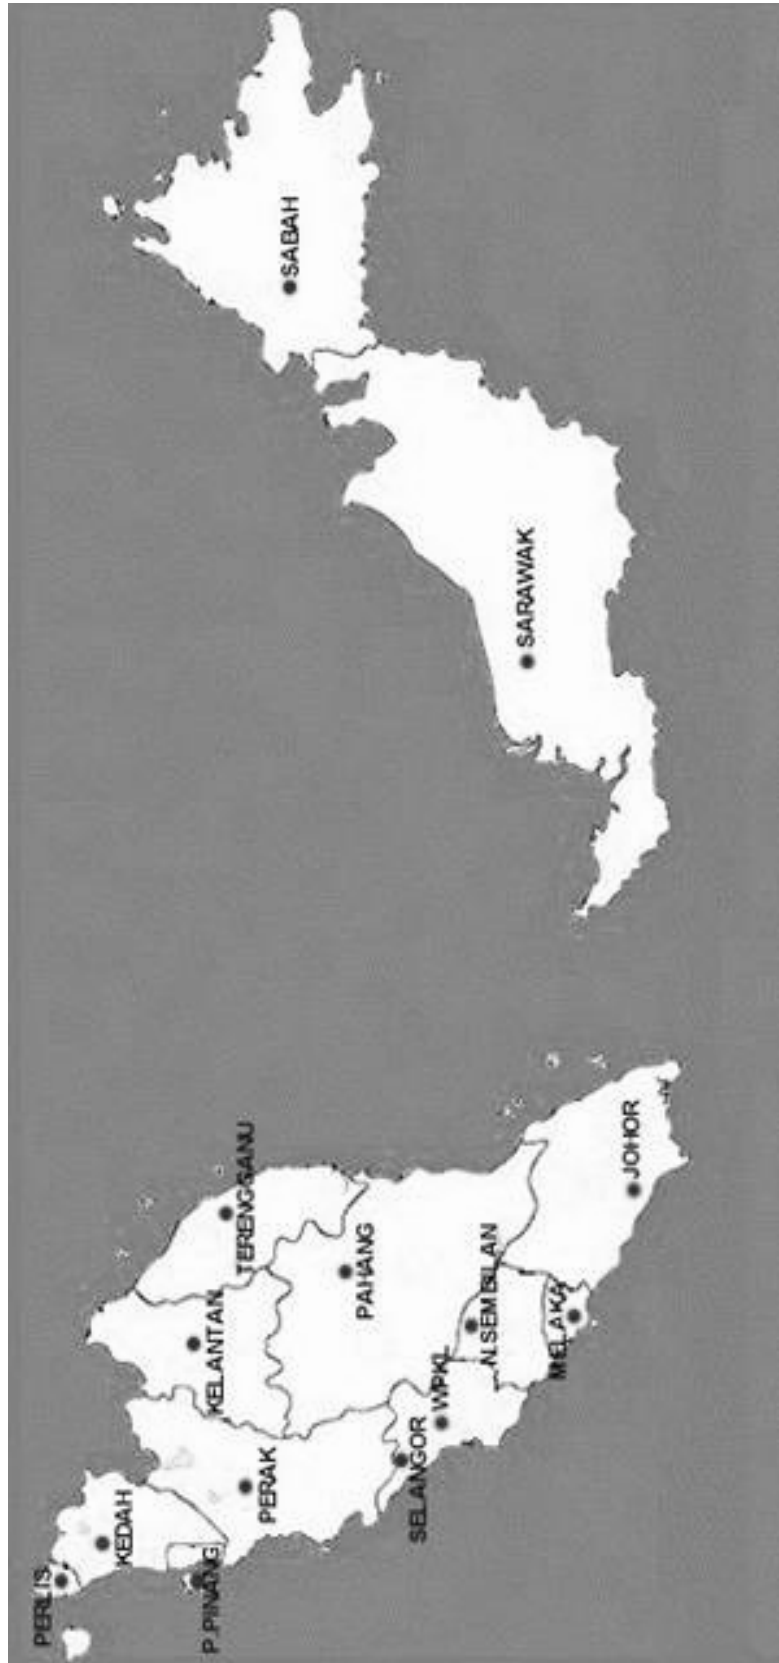 PERLIS
KEDAH
P.PINANG
PERAK
KELANTAN
TERENGGANU
PAHANG
SELANGOR
WPKL
N.SEMBILAN
MELAKA
JOHOR
SARAWAK
SABAH